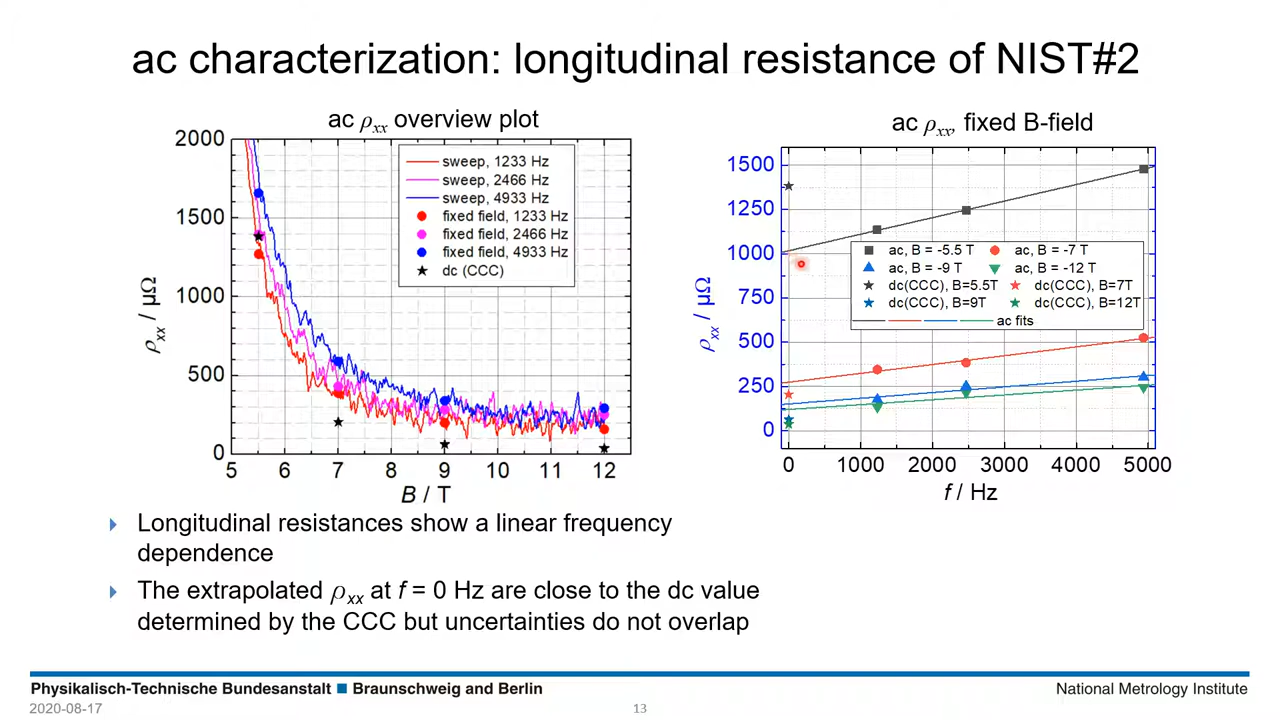 ac characterization: longitudinal resistance of NIST#2
ac ρxx overview plot
2000
1500
1000
500
0
ρxx / µΩ
5 6 7 8 9 10 11 12
B / T
sweep, 1233 Hz
sweep, 2466 Hz
sweep, 4933 Hz
fixed field, 1233 Hz
fixed field, 2466 Hz
fixed field, 4933 Hz
dc (CCC)
ac ρxx, fixed B-field
1500
1250
1000
750
500
250
0
ρxx / µΩ
0 1000 2000 3000 4000 5000
f / Hz
ac, B = -5.5 T ac, B = -7 T
ac, B = -9 T ac, B = -12 T
dc(CCC), B=5.5T dc(CCC), B=7T
dc(CCC), B=9T dc(CCC), B=12T
ac fits
Longitudinal resistances show a linear frequency
dependence
The extrapolated ρxx at f = 0 Hz are close to the dc value
determined by the CCC but uncertainties do not overlap
Physikalisch-Technische Bundesanstalt ■ Braunschweig and Berlin
National Metrology Institute
2020-08-17
13